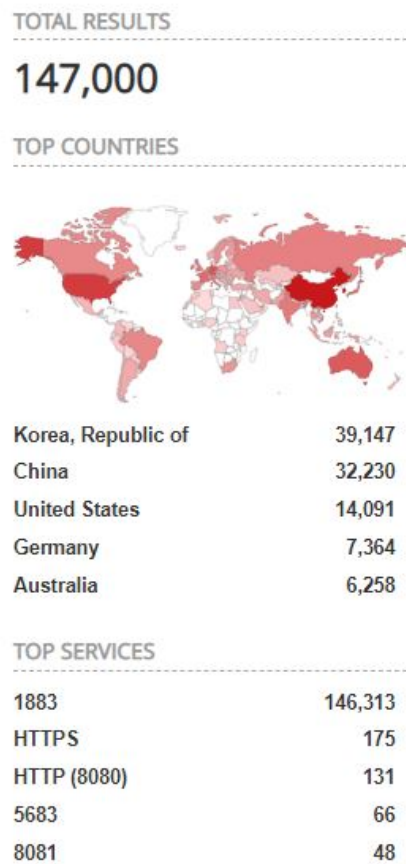 TOTAL RESULTS
147,000
TOP COUNTRIES
Korea, Republic of 39,147
China 32,230
United States 14,091
Germany 7,364
Australia 6,258
TOP SERVICES
1883 146,313
HTTPS 175
HTTP (8080) 131
5683 66
8081 48